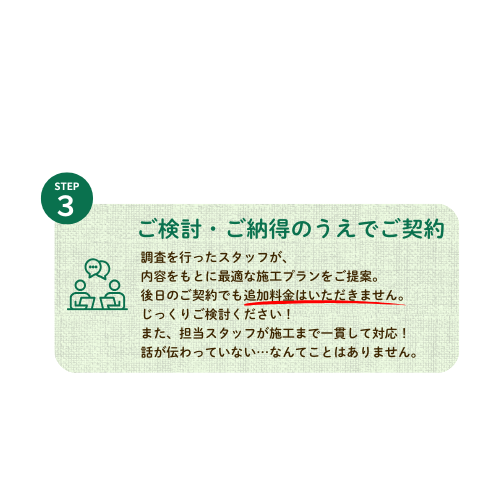 STEP
3
ご検討・ご納得のうえでご契約
調査を行ったスタッフが、
内容をもとに最適な施工プランをご提案。
後日のご契約でも追加料金はいただきません。
じっくりご検討ください！
また、担当スタッフが施工まで一貫して対応！
話が伝わっていない…なんてことはありません。